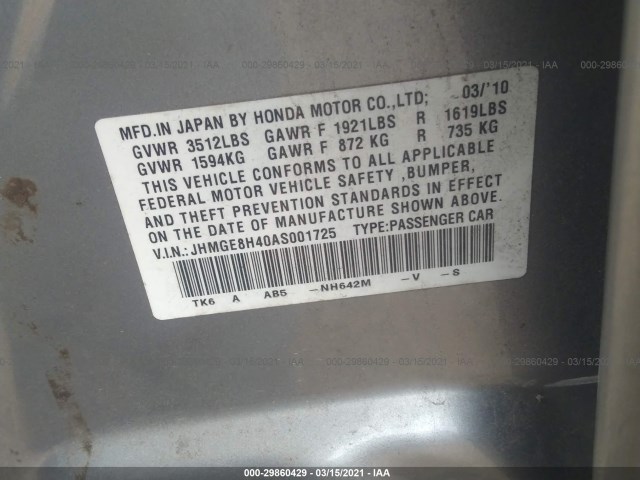 000-29860429 - 03/15/2021 - IAA
MFD.IN JAPAN BY HONDA MOTOR CO.,LTD; 03/'10
GVWR 3512LBS GAWR F 1921LBS R 1619LBS
GVWR 1594KG GAWR F 872 KG R 735 KG
THIS VEHICLE CONFORMS TO ALL APPLICABLE
FEDERAL MOTOR VEHICLE SAFETY ,BUMPER,
AND THEFT PREVENTION STANDARDS IN EFFECT
ON THE DATE OF MANUFACTURE SHOWN ABOVE.
V.I.N.:JHMGE8H40AS001725 TYPE:PASSENGER CAR
TK6 A AB5 -NH642M -V -S
000-29860429 - 03/15/2021 - IAA